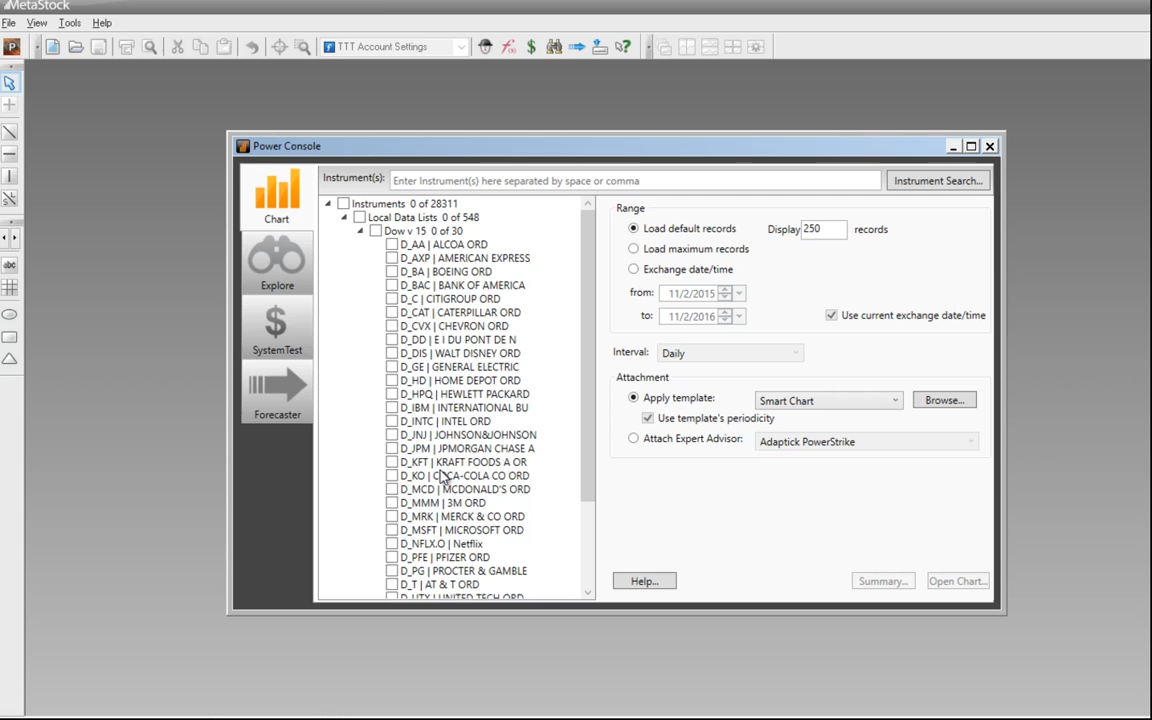 MetaStock
File View Tools Help
P TTT Account Settings
Power Console
Chart
Explore
$
SystemTest
Forecaster
Instrument(s): Enter Instrument(s) here separated by space or comma Instrument Search...
Instruments 0 of 28311
Local Data Lists 0 of 548
Dow v 15 0 of 30
D_AA | ALCOA ORD
D_AXP | AMERICAN EXPRESS
D_BA | BOEING ORD
D_BAC | BANK OF AMERICA
D_C | CITIGROUP ORD
D_CAT | CATERPILLAR ORD
D_CVX | CHEVRON ORD
D_DD | E I DU PONT DE N
D_DIS | WALT DISNEY ORD
D_GE | GENERAL ELECTRIC
D_HD | HOME DEPOT ORD
D_HPQ | HEWLETT PACKARD
D_IBM | INTERNATIONAL BU
D_INTC | INTEL ORD
D_JNJ | JOHNSON&JOHNSON
D_JPM | JPMORGAN CHASE A
D_KFT | KRAFT FOODS A OR
D_KO | COCA-COLA CO ORD
D_MCD | MCDONALD'S ORD
D_MMM | 3M ORD
D_MRK | MERCK & CO ORD
D_MSFT | MICROSOFT ORD
D_NFLX.O | Netflix
D_PFE | PFIZER ORD
D_PG | PROCTER & GAMBLE
D_T | AT & T ORD
D_UTX | UNITED TECH ORD
Range
Load default records Display 250 records
Load maximum records
Exchange date/time
from: 11/2/2015
to: 11/2/2016 Use current exchange date/time
Interval: Daily
Attachment
Apply template: Smart Chart Browse...
Use template's periodicity
Attach Expert Advisor: Adaptick PowerStrike
Help... Summary... Open Chart...
abc